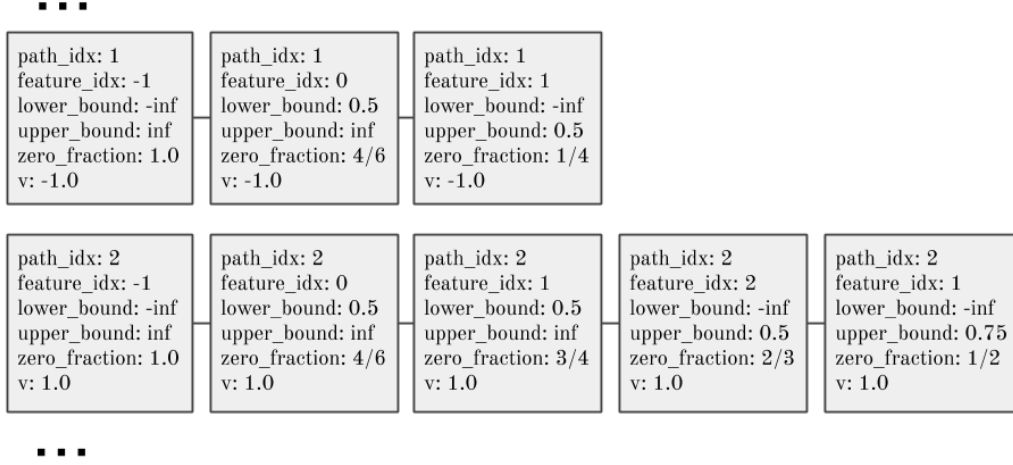 ...
path_idx: 1
feature_idx: -1
lower_bound: -inf
upper_bound: inf
zero_fraction: 1.0
v: -1.0
path_idx: 1
feature_idx: 0
lower_bound: 0.5
upper_bound: inf
zero_fraction: 4/6
v: -1.0
path_idx: 1
feature_idx: 1
lower_bound: -inf
upper_bound: 0.5
zero_fraction: 1/4
v: -1.0
path_idx: 2
feature_idx: -1
lower_bound: -inf
upper_bound: inf
zero_fraction: 1.0
v: 1.0
path_idx: 2
feature_idx: 0
lower_bound: 0.5
upper_bound: inf
zero_fraction: 4/6
v: 1.0
path_idx: 2
feature_idx: 1
lower_bound: 0.5
upper_bound: inf
zero_fraction: 3/4
v: 1.0
path_idx: 2
feature_idx: 2
lower_bound: -inf
upper_bound: 0.5
zero_fraction: 2/3
v: 1.0
path_idx: 2
feature_idx: 1
lower_bound: -inf
upper_bound: 0.75
zero_fraction: 1/2
v: 1.0
...